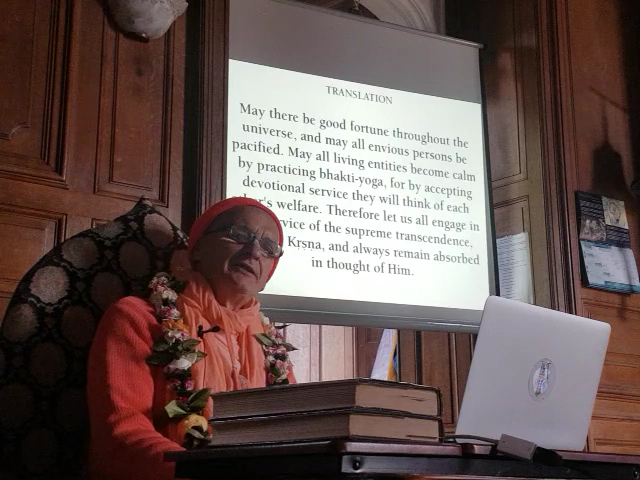 TRANSLATION
May there be good fortune throughout the
universe, and may all envious persons be
pacified. May all living entities become calm
by practicing bhakti-yoga, for by accepting
devotional service they will think of each
welfare. Therefore let us all engage in
of the supreme transcendence,
Krsna, and always remain absorbed
in thought of Him.